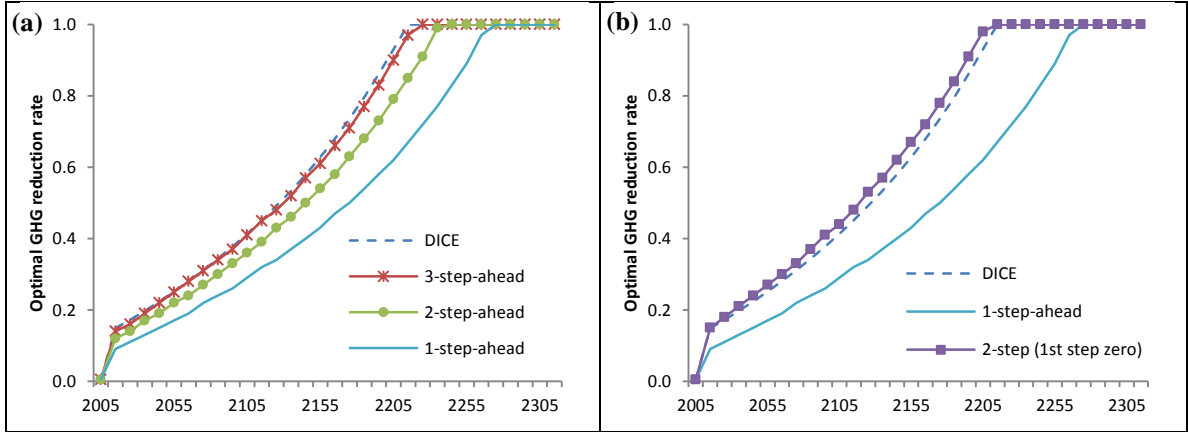 (a)
Optimal GHG reduction rate
1.0
0.8
0.6
0.4
0.2
0.0
2005 2055 2105 2155 2205 2255 2305
DICE
3-step-ahead
2-step-ahead
1-step-ahead
(b)
Optimal GHG reduction rate
1.0
0.8
0.6
0.4
0.2
0.0
2005 2055 2105 2155 2205 2255 2305
DICE
1-step-ahead
2-step (1st step zero)